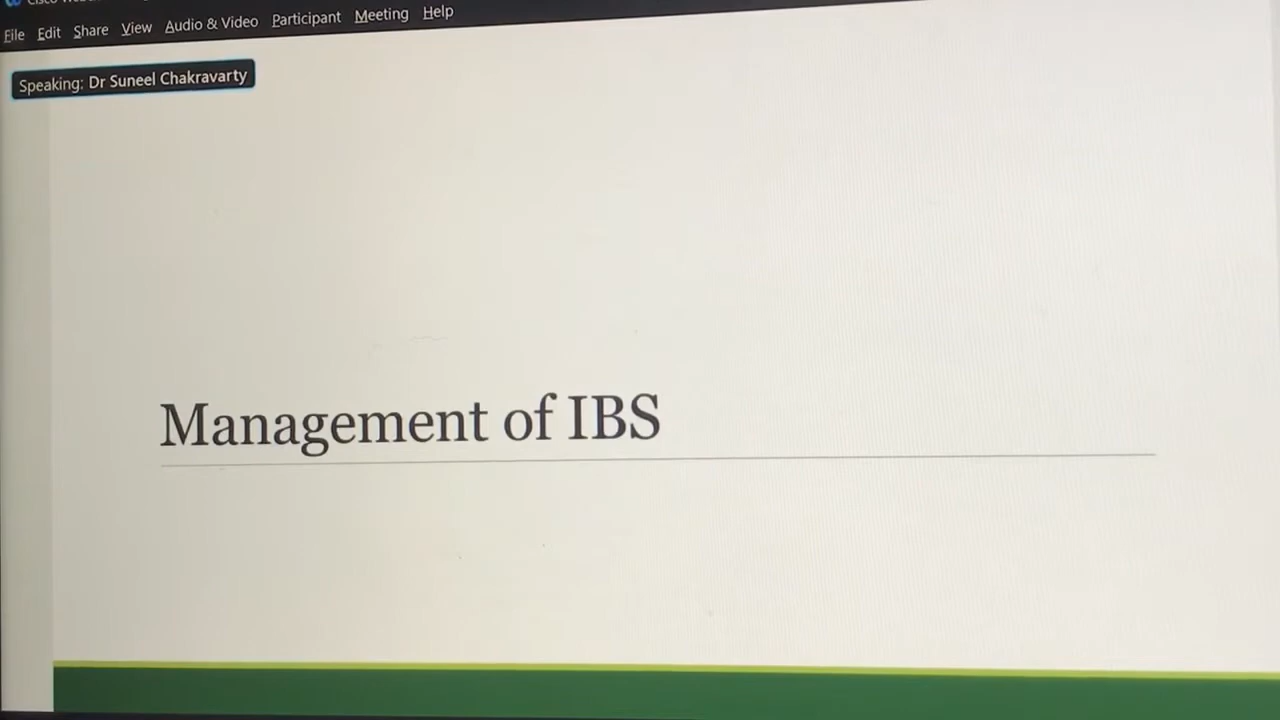 File Edit Share View Audio & Video Participant Meeting Help
Speaking: Dr Suneel Chakravarty
Management of IBS